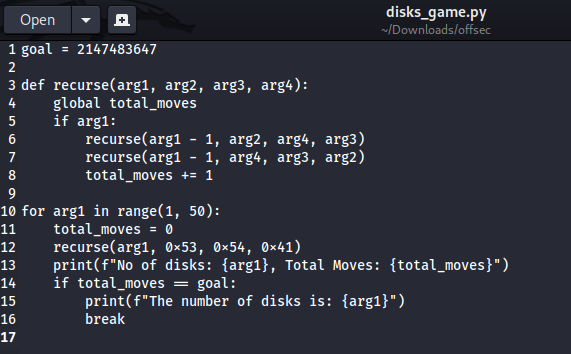 Open
disks_game.py
~/Downloads/offsec
1 goal = 2147483647
2
3 def recurse(arg1, arg2, arg3, arg4):
4     global total_moves
5     if arg1:
6         recurse(arg1 - 1, arg2, arg4, arg3)
7         recurse(arg1 - 1, arg4, arg3, arg2)
8         total_moves += 1
9
10 for arg1 in range(1, 50):
11     total_moves = 0
12     recurse(arg1, 0×53, 0×54, 0×41)
13     print(f"No of disks: {arg1}, Total Moves: {total_moves}")
14     if total_moves == goal:
15         print(f"The number of disks is: {arg1}")
16         break
17